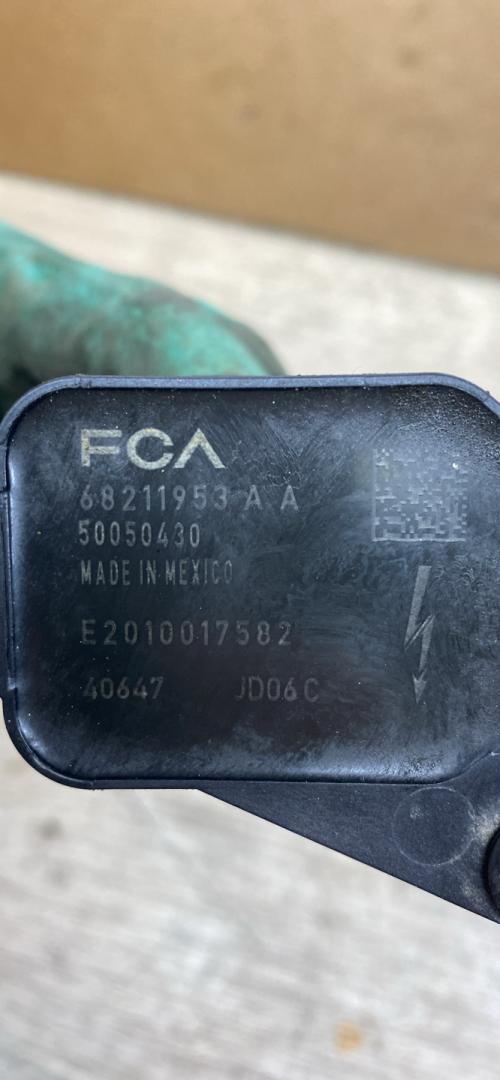 FCA
68211953 A A
50050430
MADE IN MEXICO
E2010017582
40647 JD06C